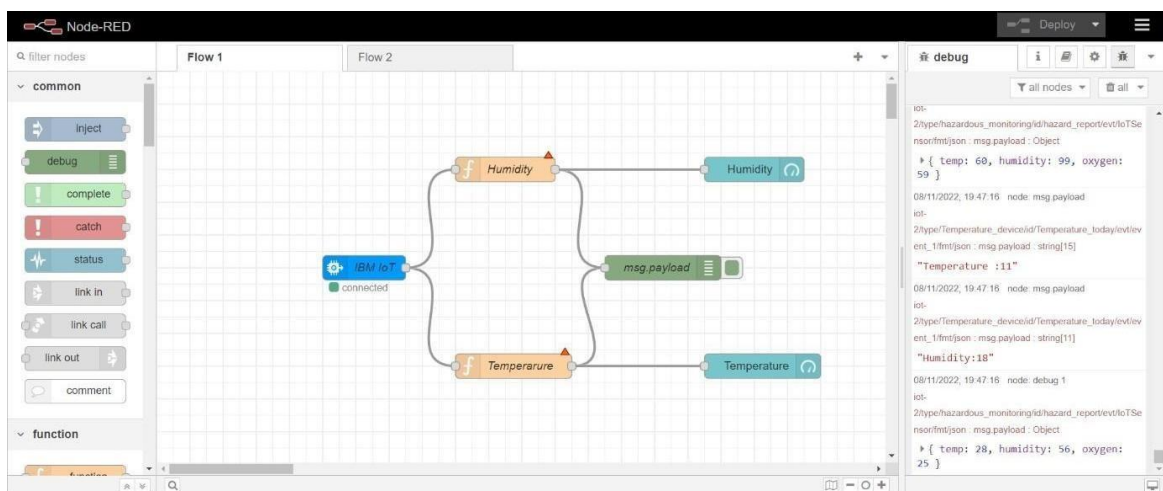 Node-RED
Deploy
filter nodes
Flow 1
Flow 2
debug
i
all nodes
all
common
inject
debug
complete
catch
status
link in
link call
link out
comment
function
function
Humidity
Humidity
IBM IoT
connected
msg.payload
Temperarure
Temperature
iot-
2/type/hazardous_monitoring/id/hazard_report/evt/IoTSe
nsor/fmt/json : msg.payload : Object
{ temp: 60, humidity: 99, oxygen:
59 }
08/11/2022, 19:47:16 node: msg.payload
iot-
2/type/Temperature_device/id/Temperature_today/evt/ev
ent_1/fmt/json : msg.payload : string[15]
"Temperature :11"
08/11/2022, 19:47:16 node: msg.payload
iot-
2/type/Temperature_device/id/Temperature_today/evt/ev
ent_1/fmt/json : msg.payload : string[11]
"Humidity:18"
08/11/2022, 19:47:16 node: debug 1
iot-
2/type/hazardous_monitoring/id/hazard_report/evt/IoTSe
nsor/fmt/json : msg.payload : Object
{ temp: 28, humidity: 56, oxygen:
25 }